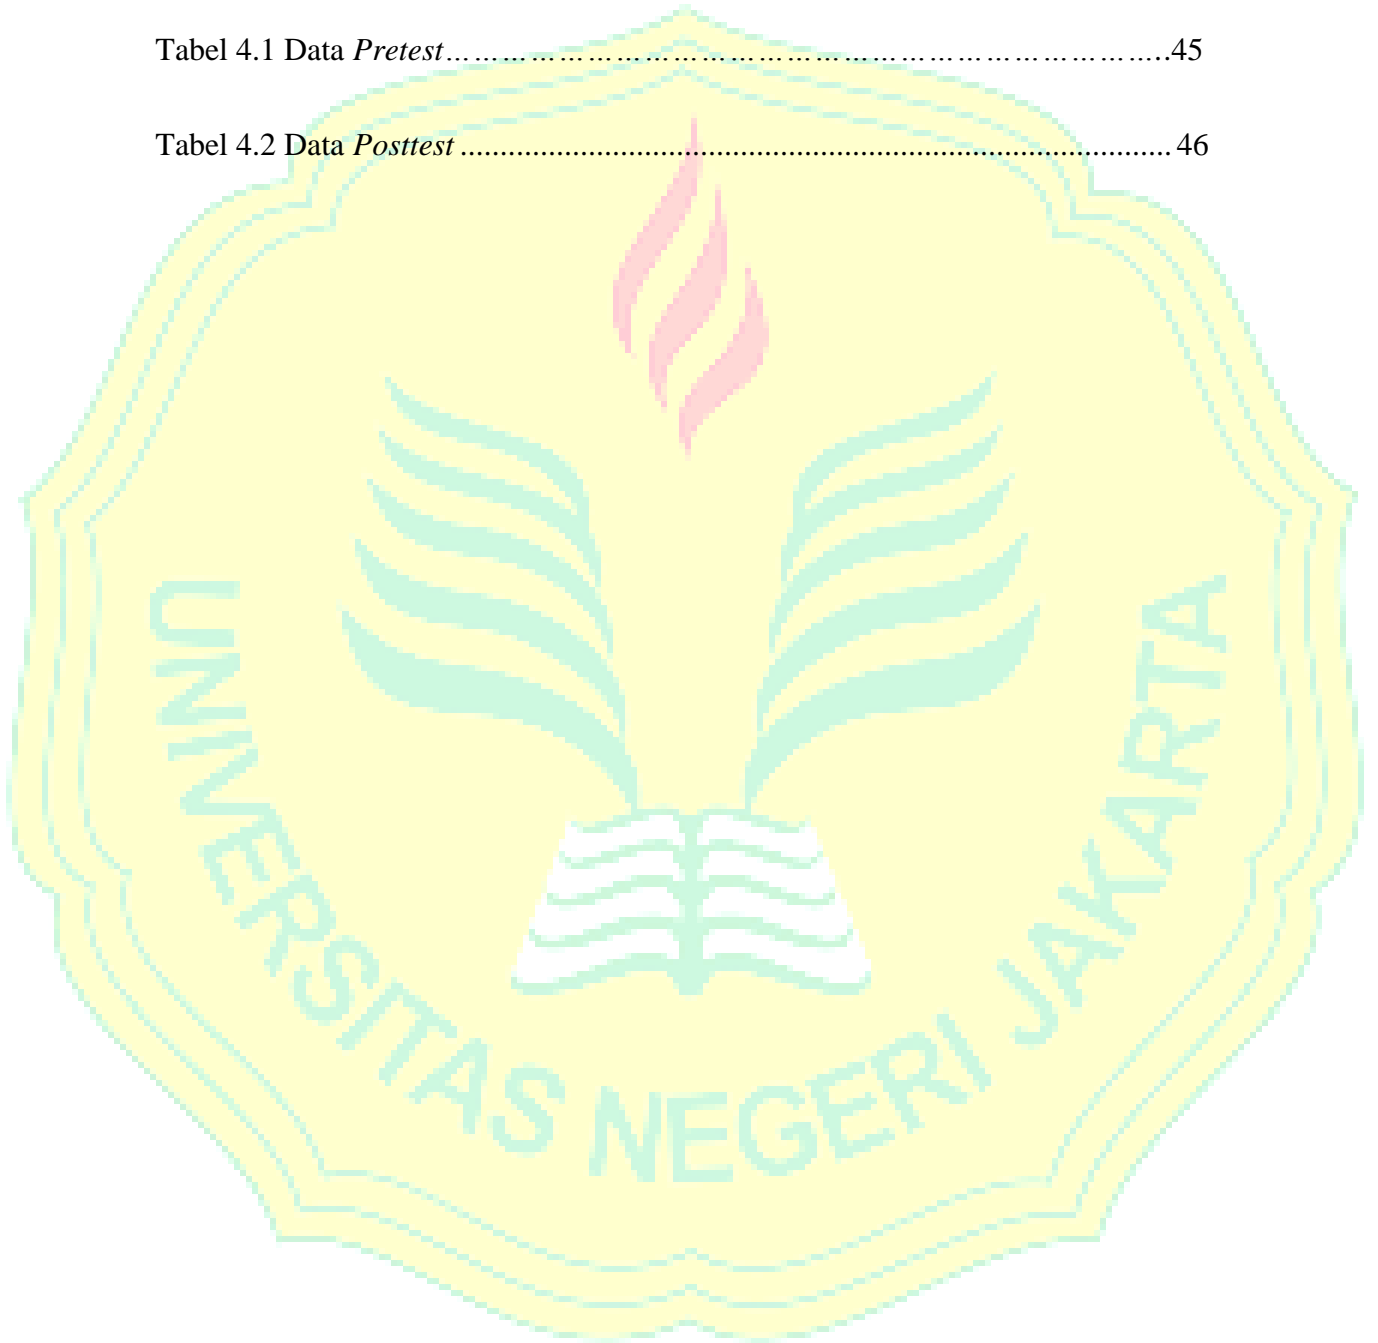 Tabel 4.1 Data Pretest……………………………………………………………………..45
Tabel 4.2 Data Posttest ......................................................................................... 46
UNIVERSITAS NEGERI JAKARTA